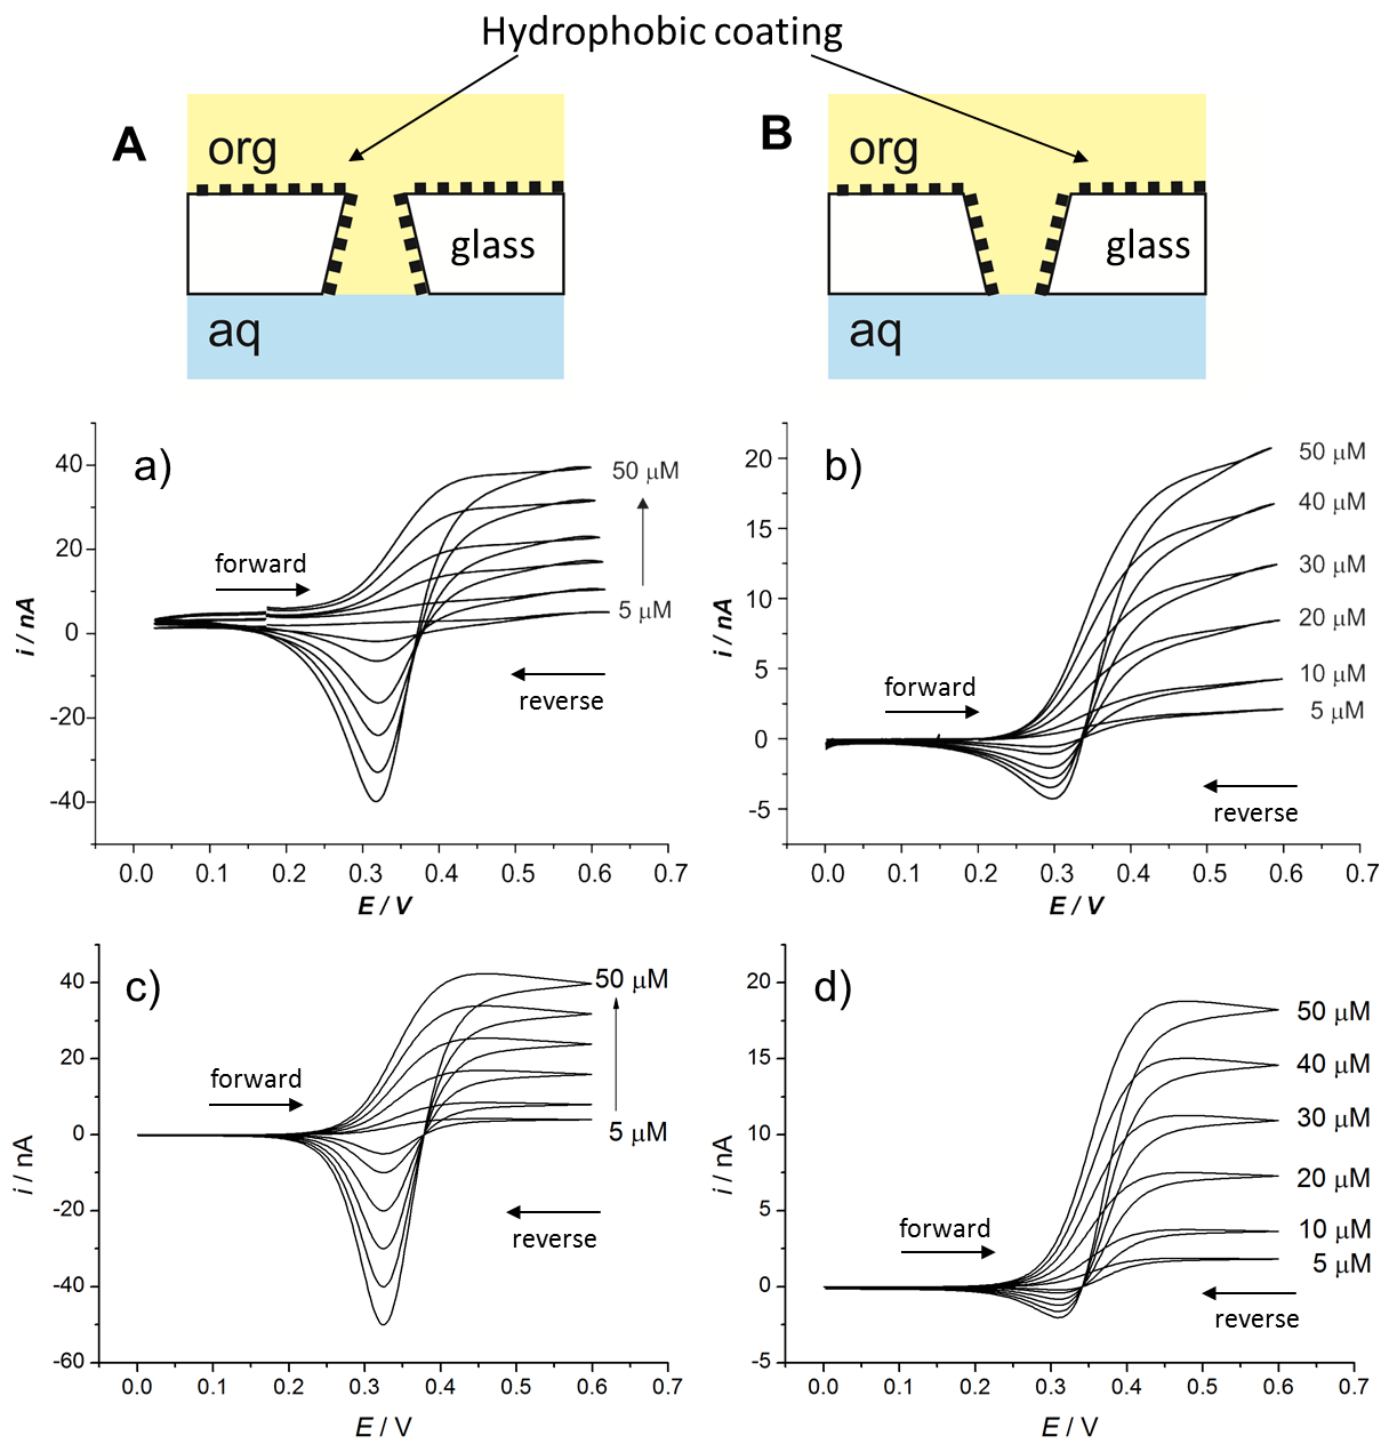 Hydrophobic coating
A
org
glass
aq
B
org
glass
aq
a)
40
20
0
-20
-40
i / nA
forward
reverse
50 μM
5 μM
0.0 0.1 0.2 0.3 0.4 0.5 0.6 0.7
E / V
b)
20
15
10
5
0
-5
i / nA
forward
reverse
50 μM
40 μM
30 μM
20 μM
10 μM
5 μM
0.0 0.1 0.2 0.3 0.4 0.5 0.6 0.7
E / V
c)
40
20
0
-20
-40
-60
i / nA
forward
reverse
50 μM
5 μM
0.0 0.1 0.2 0.3 0.4 0.5 0.6 0.7
E / V
d)
20
15
10
5
0
-5
i / nA
forward
reverse
50 μM
40 μM
30 μM
20 μM
10 μM
5 μM
0.0 0.1 0.2 0.3 0.4 0.5 0.6 0.7
E / V